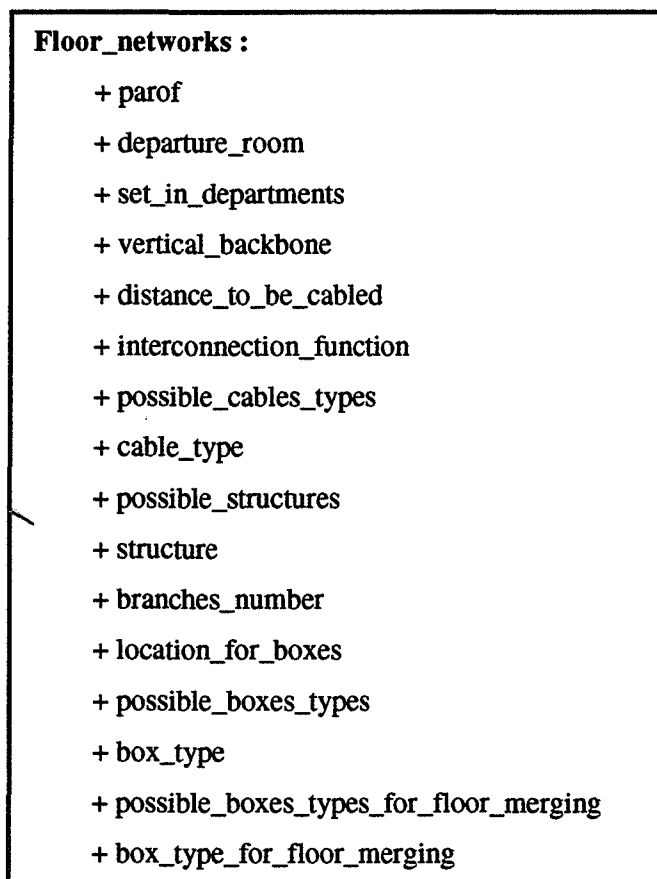 Floor_networks :
+ parof
+ departure_room
+ set_in_departments
+ vertical_backbone
+ distance_to_be_cabled
+ interconnection_function
+ possible_cables_types
+ cable_type
+ possible_structures
+ structure
+ branches_number
+ location_for_boxes
+ possible_boxes_types
+ box_type
+ possible_boxes_types_for_floor_merging
+ box_type_for_floor_merging